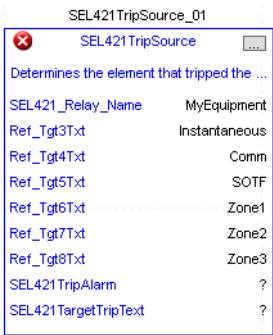 SEL421TripSource_01
SEL421TripSource ...
Determines the element that tripped the ...
SEL421_Relay_Name MyEquipment
Ref_Tgt3Txt Instantaneous
Ref_Tgt4Txt Comm
Ref_Tgt5Txt SOTF
Ref_Tgt6Txt Zone1
Ref_Tgt7Txt Zone2
Ref_Tgt8Txt Zone3
SEL421TripAlarm ?
SEL421TargetTripText ?